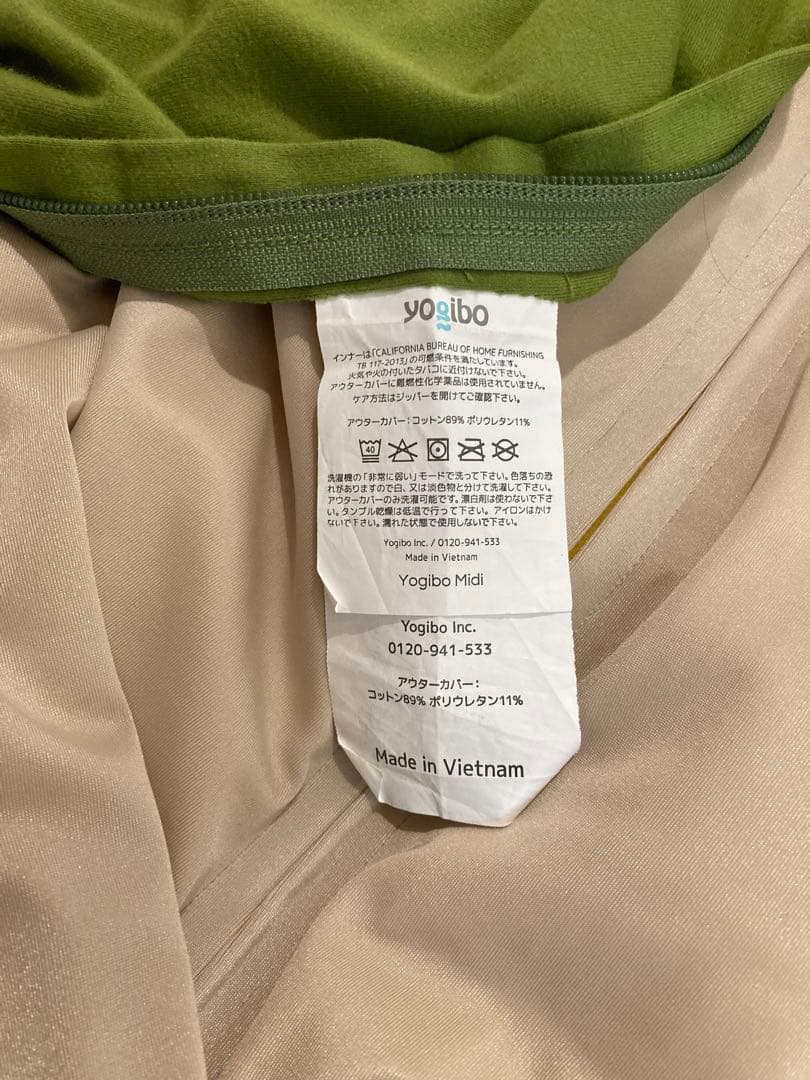 yogibo
インナーは「CALIFORNIA BUREAU OF HOME FURNISHING
TB 117-2013」の可燃条件を満たしています。
火気や火の付いたタバコに近付けないで下さい。
アウターカバーに難燃性化学薬品は使用されていません。
ケア方法はジッパーを開けてご確認下さい。
アウターカバー：コットン89% ポリウレタン11%
40
洗濯機の「非常に弱い」モードで洗って下さい。色落ちの恐
れがありますので白、又は淡色物と分けて洗濯して下さい。
アウターカバーのみ洗濯可能です。漂白剤は使わないで下さ
い。タンブル乾燥は低温で行って下さい。 アイロンはかけ
ないで下さい。濡れた状態で使用しないで下さい。
Yogibo Inc. / 0120-941-533
Made in Vietnam
Yogibo Midi
Yogibo Inc.
0120-941-533
アウターカバー：
コットン89% ポリウレタン11%
Made in Vietnam